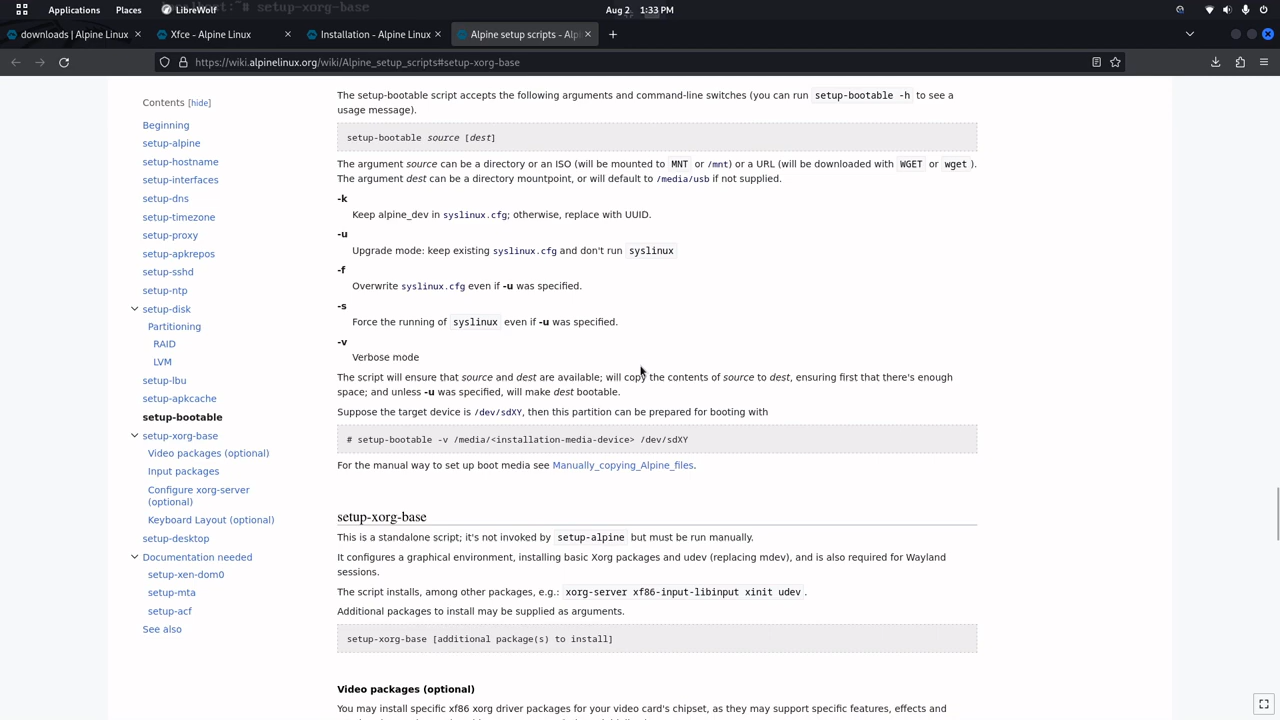 # setup-xorg-base
Applications Places LibreWolf Aug 2 1:33 PM
downloads | Alpine Linux Xfce - Alpine Linux Installation - Alpine Linux Alpine setup scripts - Alp
https://wiki.alpinelinux.org/wiki/Alpine_setup_scripts#setup-xorg-base
Contents [hide]
Beginning
setup-alpine
setup-hostname
setup-interfaces
setup-dns
setup-timezone
setup-proxy
setup-apkrepos
setup-sshd
setup-ntp
setup-disk
Partitioning
RAID
LVM
setup-lbu
setup-apkcache
setup-bootable
setup-xorg-base
Video packages (optional)
Input packages
Configure xorg-server
(optional)
Keyboard Layout (optional)
setup-desktop
Documentation needed
setup-xen-dom0
setup-mta
setup-acf
See also
The setup-bootable script accepts the following arguments and command-line switches (you can run setup-bootable -h to see a
usage message).
setup-bootable source [dest]
The argument source can be a directory or an ISO (will be mounted to MNT or /mnt) or a URL (will be downloaded with WGET or wget ).
The argument dest can be a directory mountpoint, or will default to /media/usb if not supplied.
-k
Keep alpine_dev in syslinux.cfg; otherwise, replace with UUID.
-u
Upgrade mode: keep existing syslinux.cfg and don't run syslinux
-f
Overwrite syslinux.cfg even if -u was specified.
-s
Force the running of syslinux even if -u was specified.
-v
Verbose mode
The script will ensure that source and dest are available; will copy the contents of source to dest, ensuring first that there's enough
space; and unless -u was specified, will make dest bootable.
Suppose the target device is /dev/sdXY, then this partition can be prepared for booting with
# setup-bootable -v /media/<installation-media-device> /dev/sdXY
For the manual way to set up boot media see Manually_copying_Alpine_files.
setup-xorg-base
This is a standalone script; it's not invoked by setup-alpine but must be run manually.
It configures a graphical environment, installing basic Xorg packages and udev (replacing mdev), and is also required for Wayland
sessions.
The script installs, among other packages, e.g.: xorg-server xf86-input-libinput xinit udev .
Additional packages to install may be supplied as arguments.
setup-xorg-base [additional package(s) to install]
Video packages (optional)
You may install specific xf86 xorg driver packages for your video card's chipset, as they may support specific features, effects and